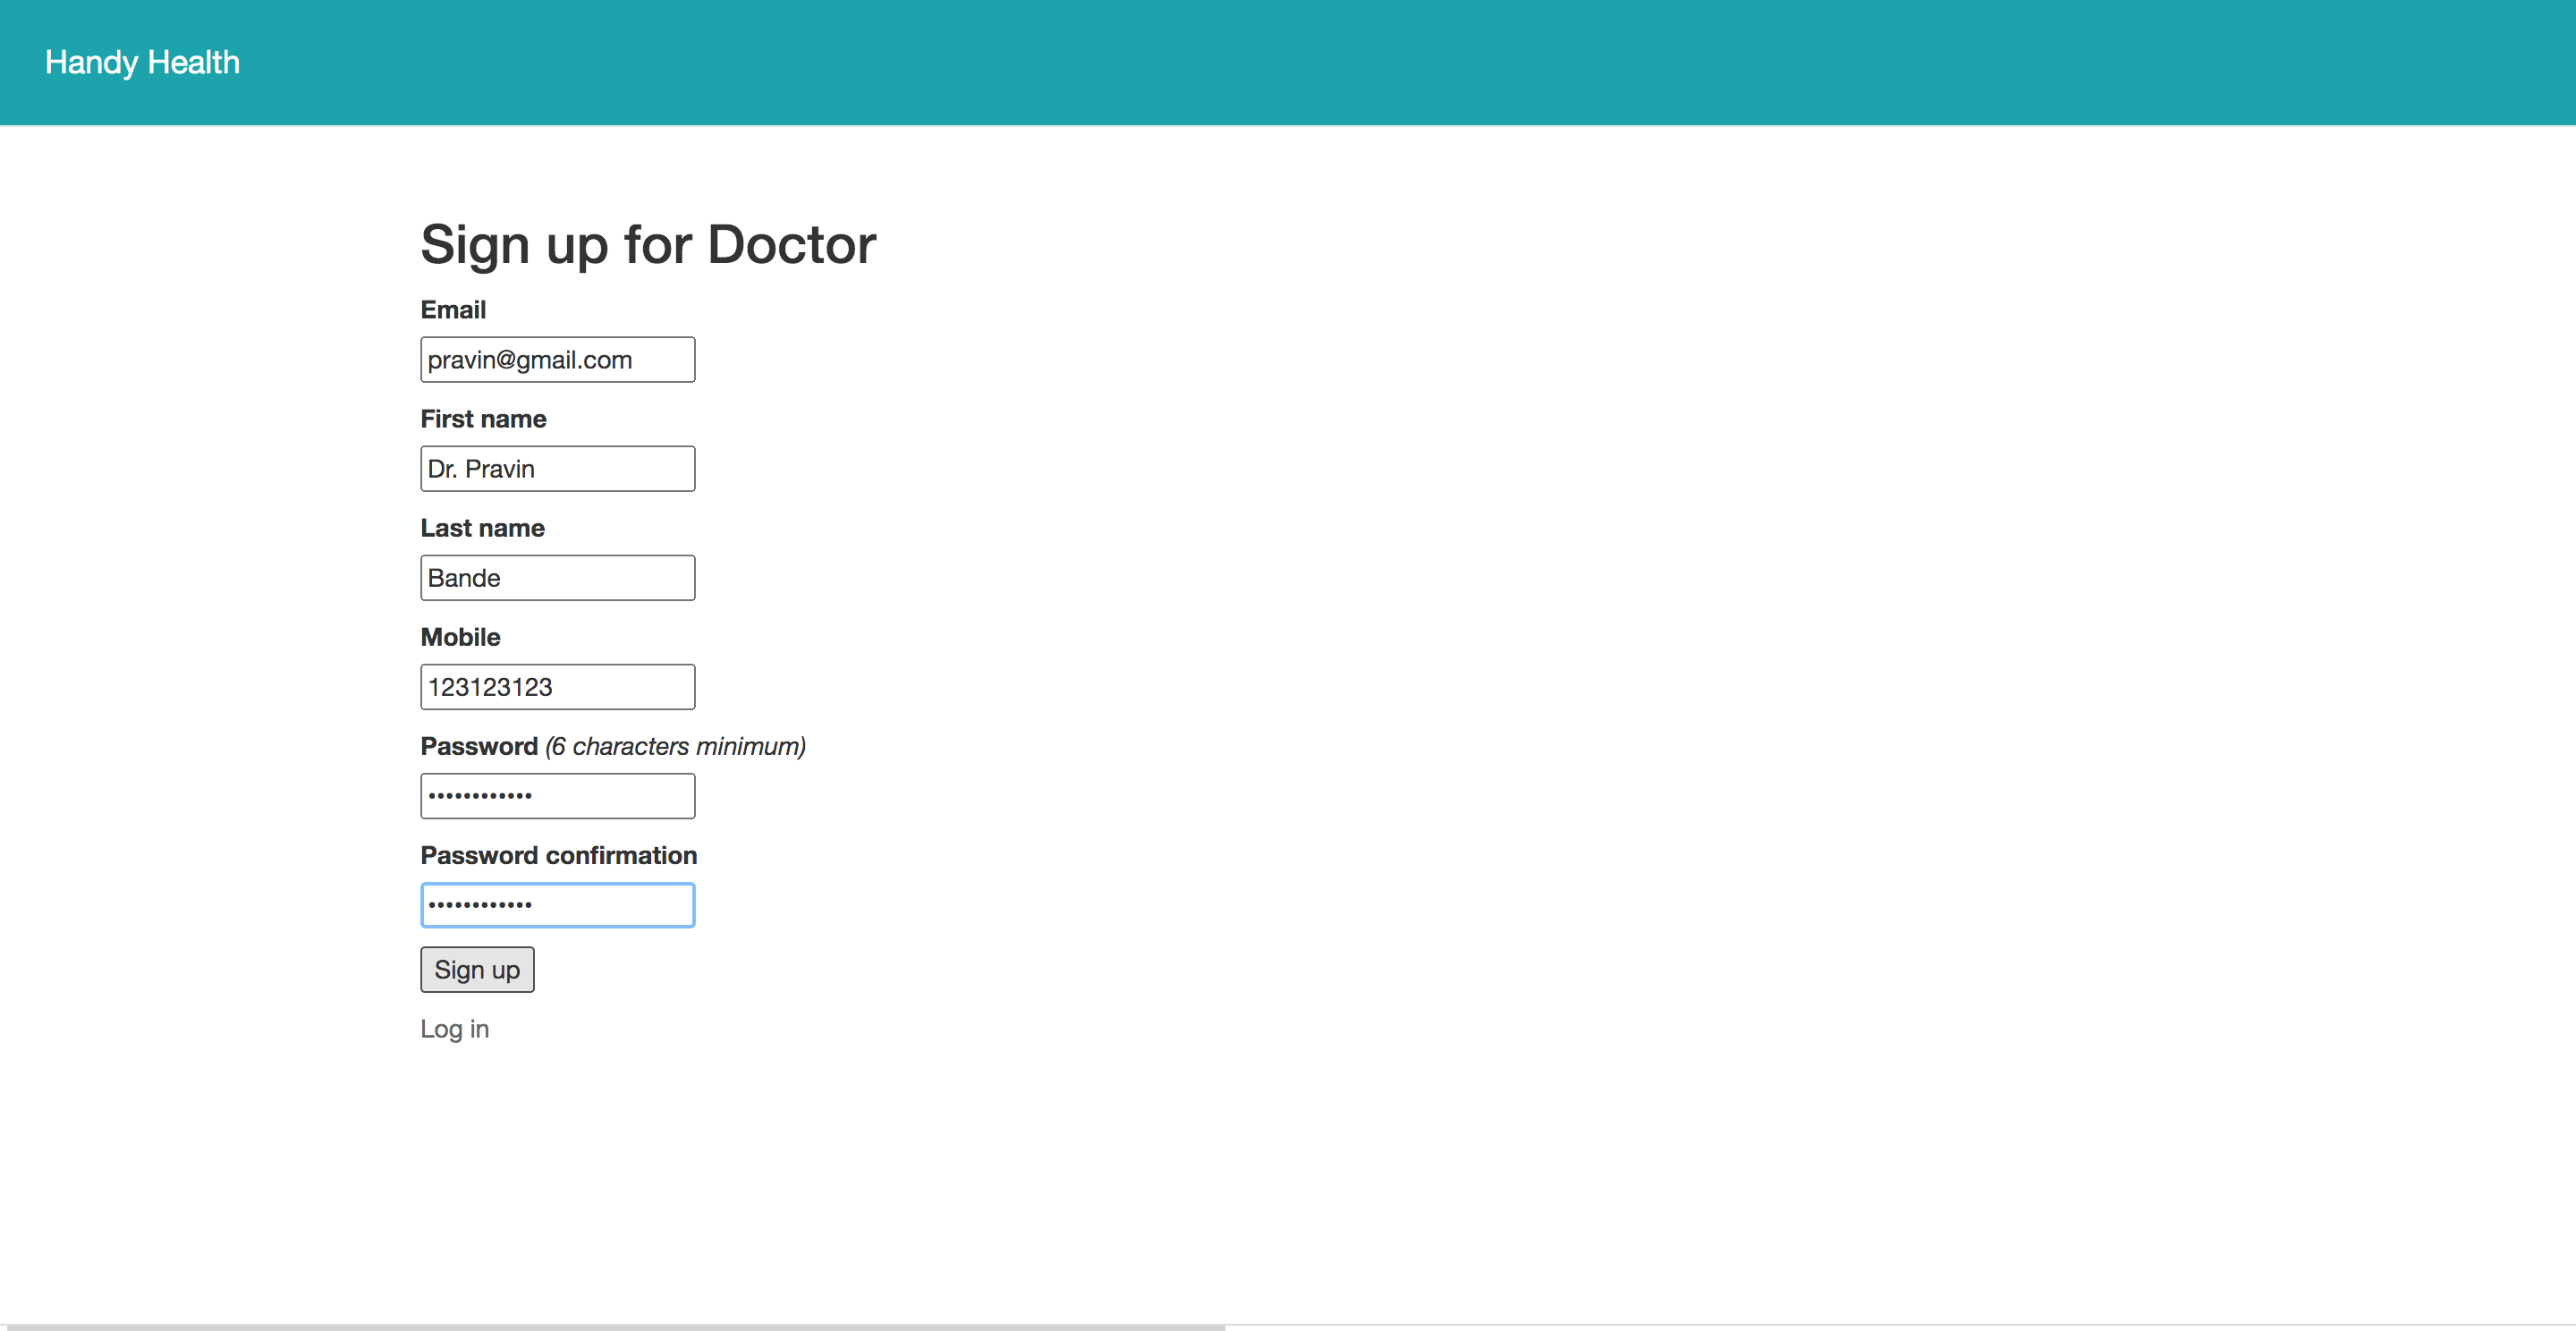 Handy Health
Sign up for Doctor
Email
pravin@gmail.com
First name
Dr. Pravin
Last name
Bande
Mobile
123123123
Password (6 characters minimum)
••••••••••••
Password confirmation
••••••••••••
Sign up
Log in